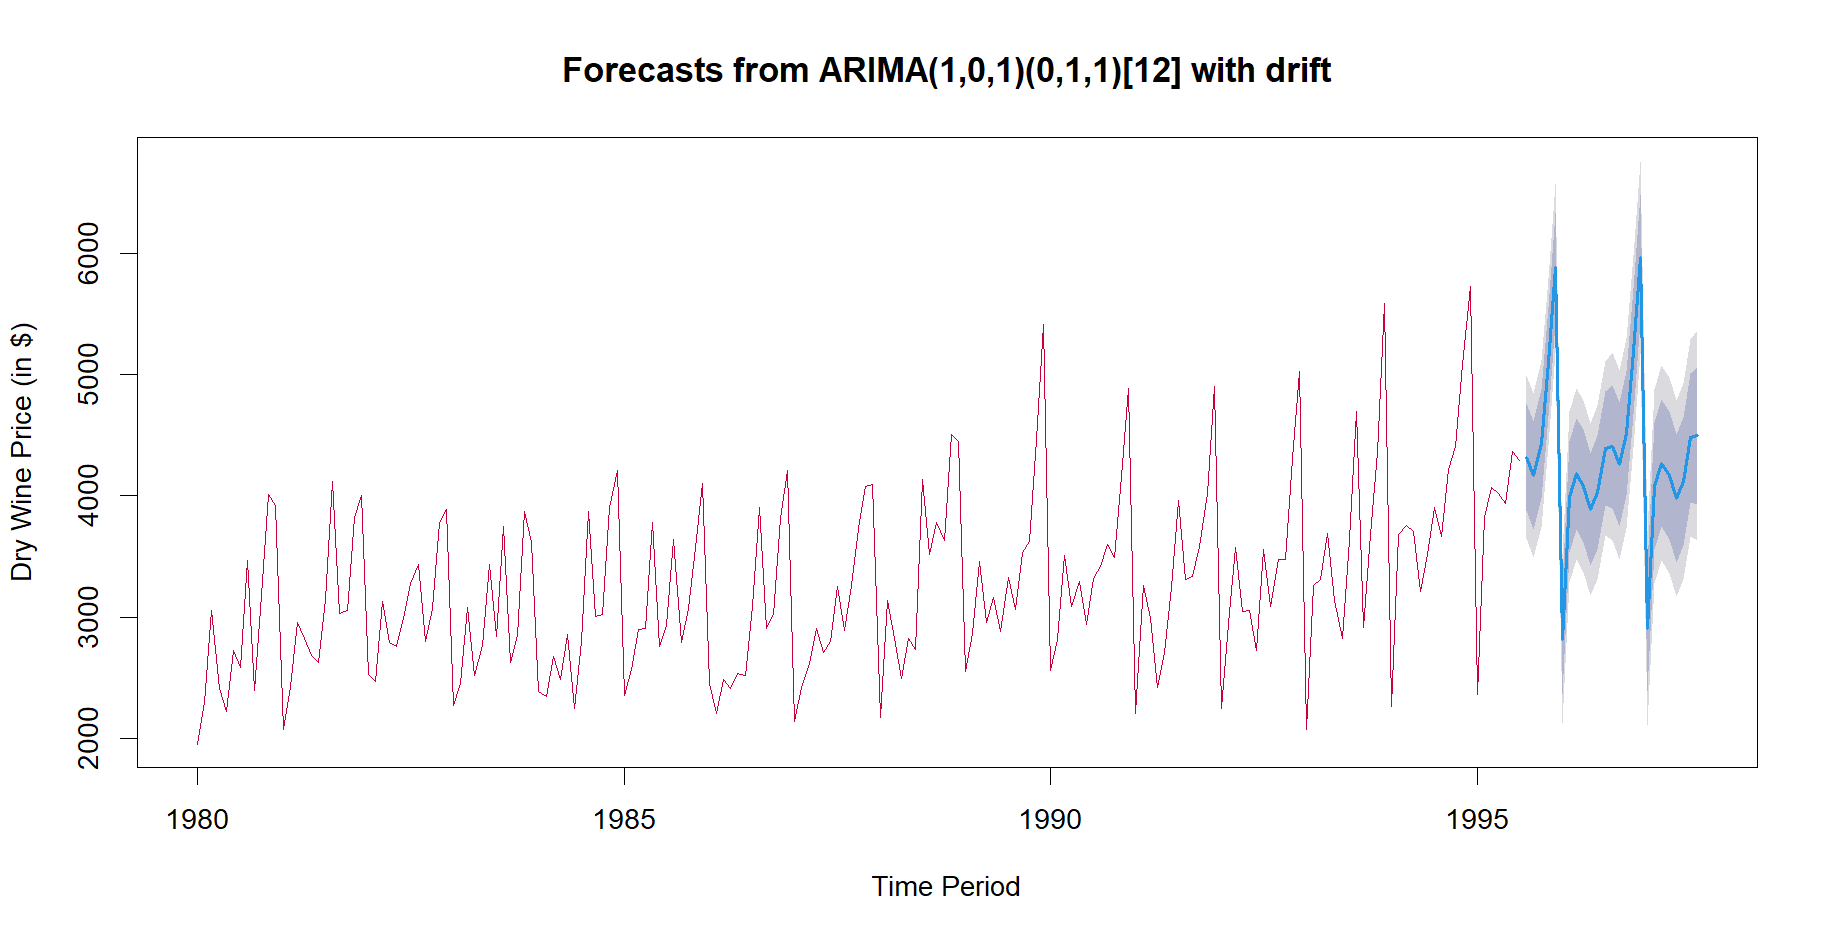 Forecasts from ARIMA(1,0,1)(0,1,1)[12] with drift
Dry Wine Price (in $)
6000
5000
4000
3000
2000
1980 1985 1990 1995
Time Period